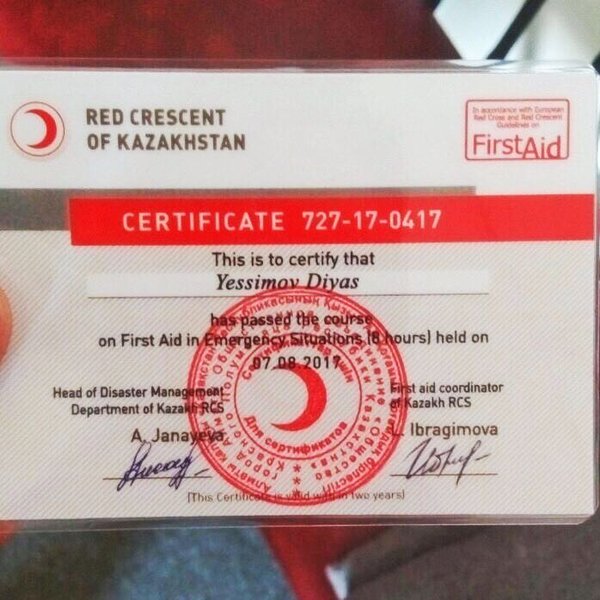 RED CRESCENT
OF KAZAKHSTAN
In accordance with European
Red Cross and Red Crescent
Guidelines on
FirstAid
CERTIFICATE 727-17-0417
This is to certify that
Yessimov Diyas
has passed the course
on First Aid in Emergency Situations (8 hours) held on
07.08.2017
Head of Disaster Management
Department of Kazakh RCS
First aid coordinator
of Kazakh RCS
A. Janayeva
Ibragimova
Для сертификатов
(This Certificate is valid within two years)